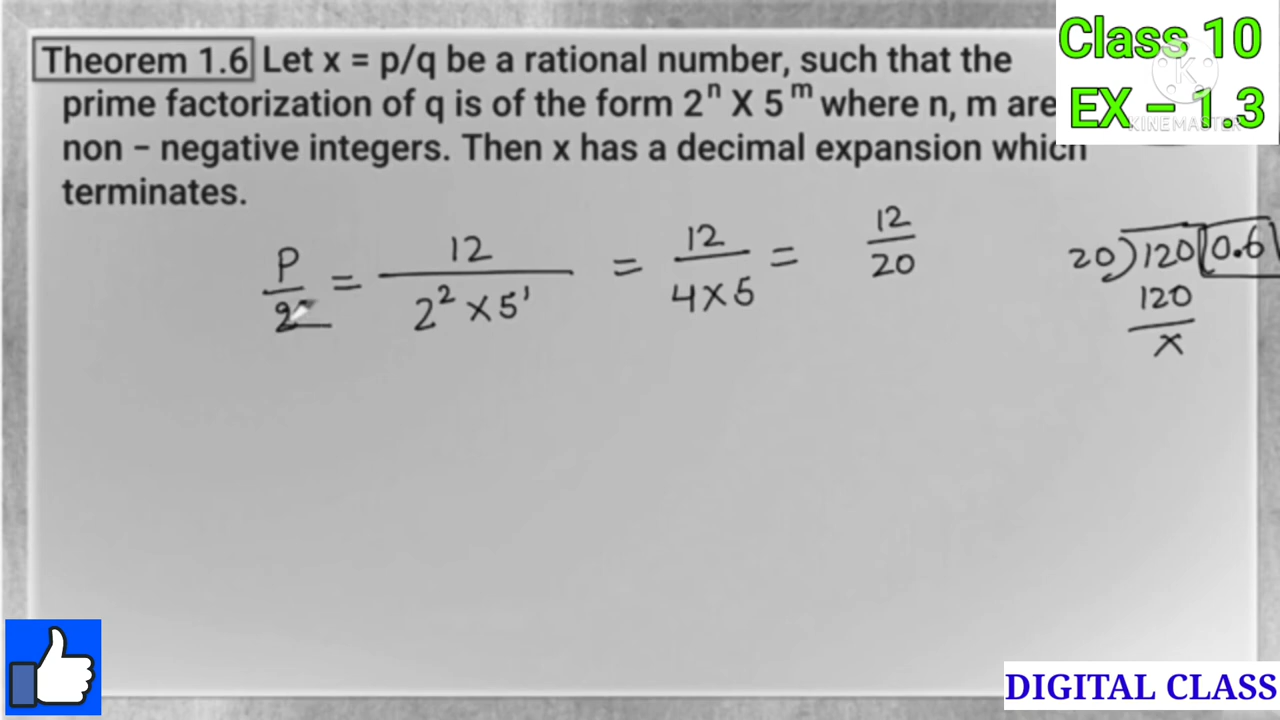 Class 10
EX – 1.3
KINEMASTER
Theorem 1.6 Let x = p/q be a rational number, such that the
prime factorization of q is of the form 2ⁿ X 5ᵐ where n, m are
non – negative integers. Then x has a decimal expansion which
terminates.
P/2 = 12/2² × 5¹ = 12/4 × 5 = 12/20
20)120(0.6
120
x
DIGITAL CLASS